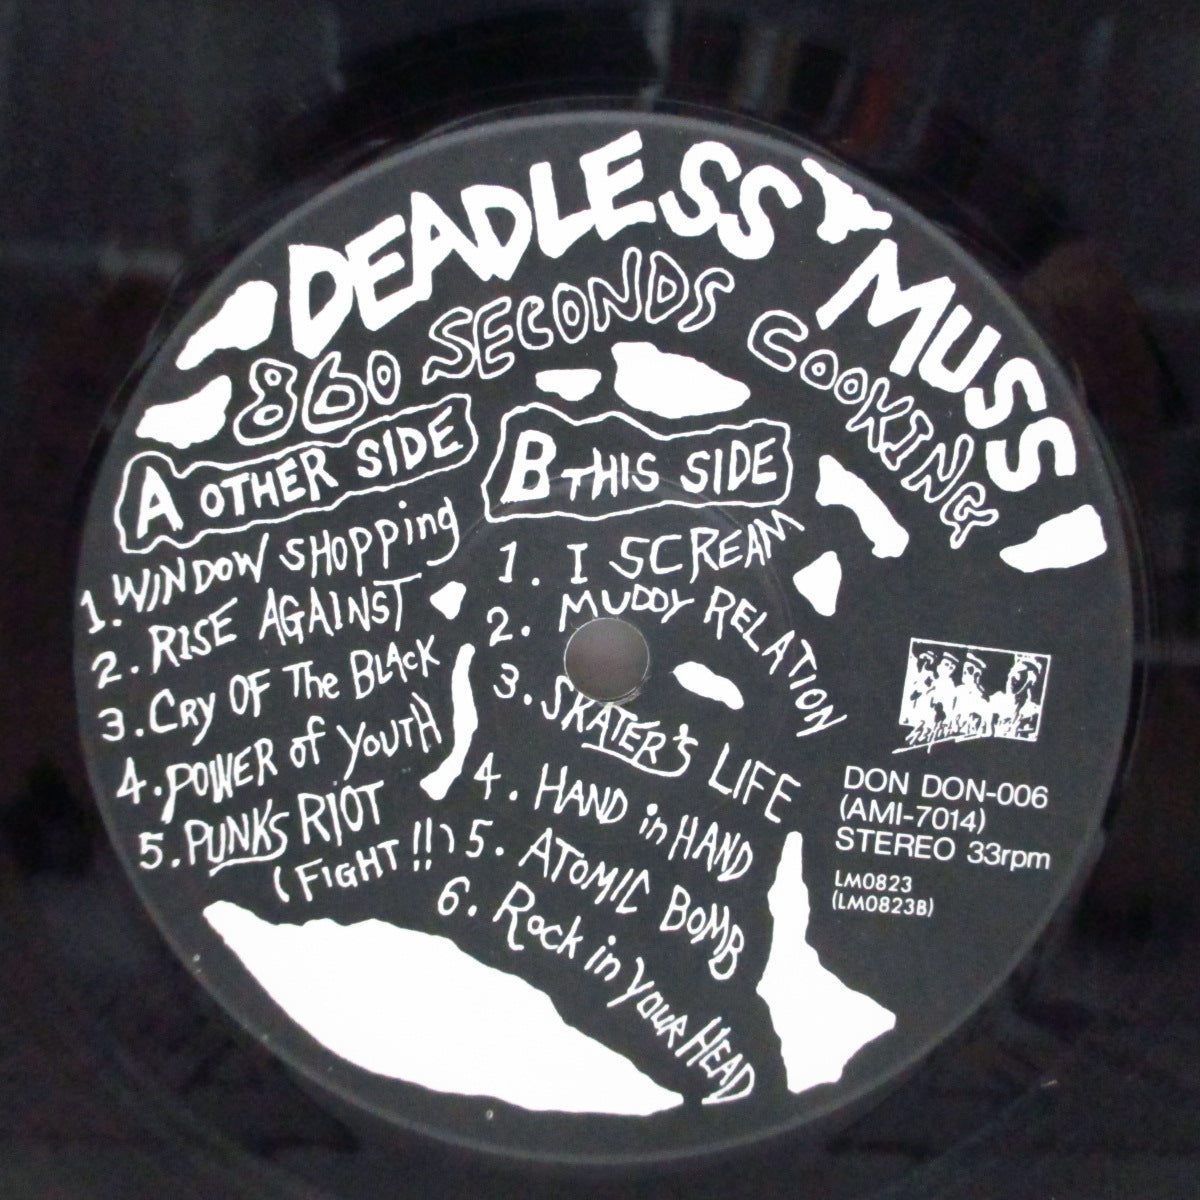 DEADLESS MUSS
860 SECONDS COOKING
A OTHER SIDE
1. WINDOW SHOPPing
2. RISE AGAINST
3. CRY OF The BLACK
4. POWER of YouTH
5. PUNKS RIOT
(FIGHT!!)
B THIS SIDE
1. I SCREAM
2. MUDDY RELATION
3. SKATER'S LIFE
4. HAND in HAND
5. ATOMIC BOMB
6. Rock in YOUR HEAD
DON DON-006
(AMI-7014)
STEREO 33rpm
LM0823
(LM0823B)